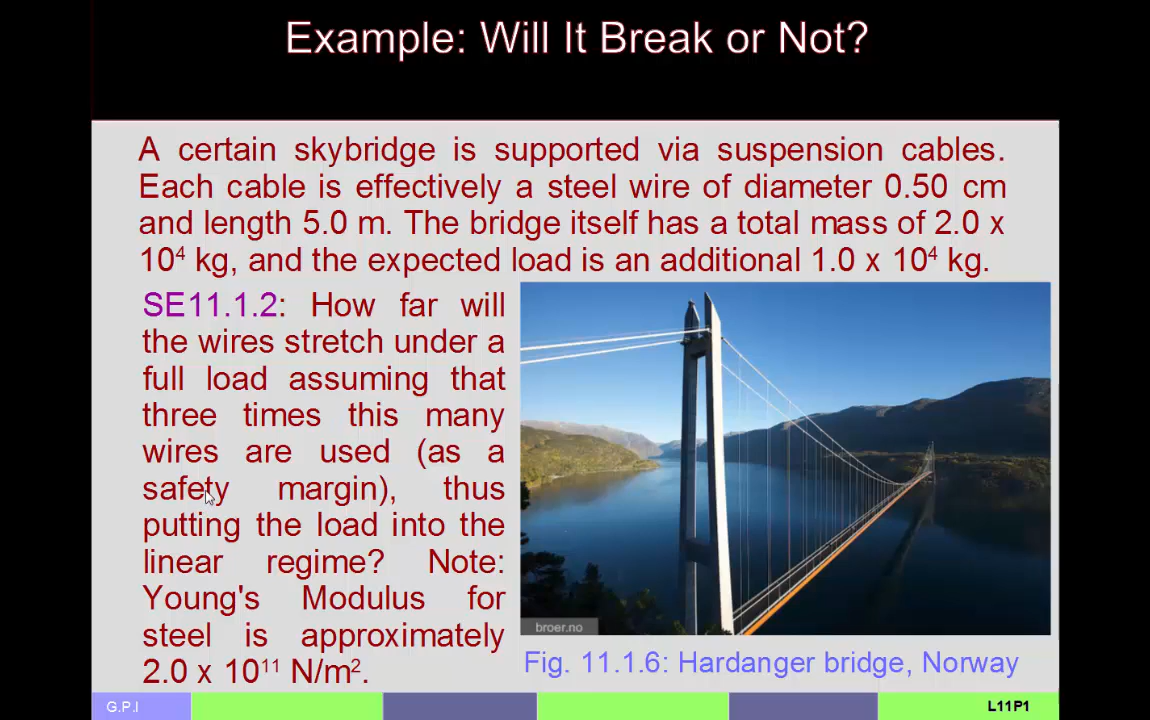 Example: Will It Break or Not?
A certain skybridge is supported via suspension cables.
Each cable is effectively a steel wire of diameter 0.50 cm
and length 5.0 m. The bridge itself has a total mass of 2.0 x
10⁴ kg, and the expected load is an additional 1.0 x 10⁴ kg.
SE11.1.2: How far will
the wires stretch under a
full load assuming that
three times this many
wires are used (as a
safety margin), thus
putting the load into the
linear regime? Note:
Young's Modulus for
steel is approximately
2.0 x 10¹¹ N/m².
broer.no
Fig. 11.1.6: Hardanger bridge, Norway
G.P.I
L11P1